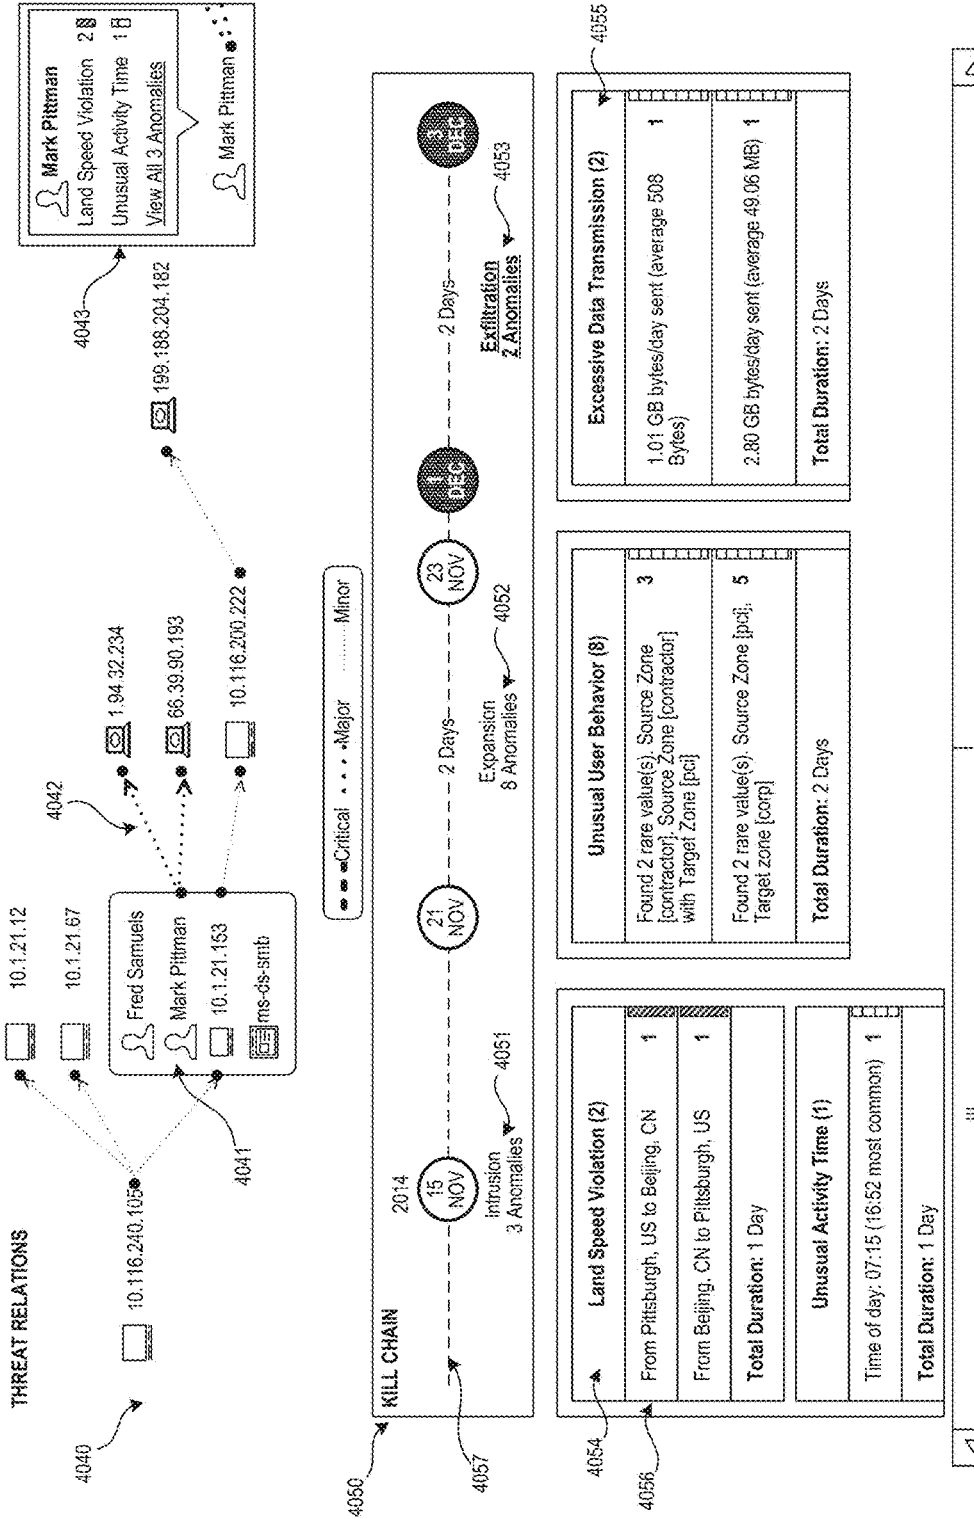 THREAT RELATIONS
4040
10.116.240.105
10.1.21.12
10.1.21.67
Fred Samuels
Mark Pittman
10.1.21.153
ms-ds-smb
4041
4042
1.94.32.234
66.39.90.193
10.116.200.222
199.188.204.182
4043
Mark Pittman
Land Speed Violation 2
Unusual Activity Time 1
View All 3 Anomalies
Mark Pittman
Critical Major Minor
4050
KILL CHAIN
4057
2014
15
NOV
Intrusion
3 Anomalies
4051
21
NOV
2 Days
Expansion
8 Anomalies
4052
23
NOV
1
DEC
2 Days
Exfiltration
2 Anomalies
4053
3
DEC
4054
4056
Land Speed Violation (2)
From Pittsburgh, US to Beijing, CN 1
From Beijing, CN to Pittsburgh, US 1
Total Duration: 1 Day
Unusual Activity Time (1)
Time of day: 07:15 (16:52 most common) 1
Total Duration: 1 Day
Unusual User Behavior (8)
Found 2 rare value(s). Source Zone 3
[contractor]. Source Zone [contractor]
with Target Zone [pci]
Found 2 rare value(s). Source Zone [pci], 5
Target zone [corp]
Total Duration: 2 Days
4055
Excessive Data Transmission (2)
1.01 GB bytes/day sent (average 508 1
Bytes)
2.80 GB bytes/day sent (average 49.06 MB) 1
Total Duration: 2 Days